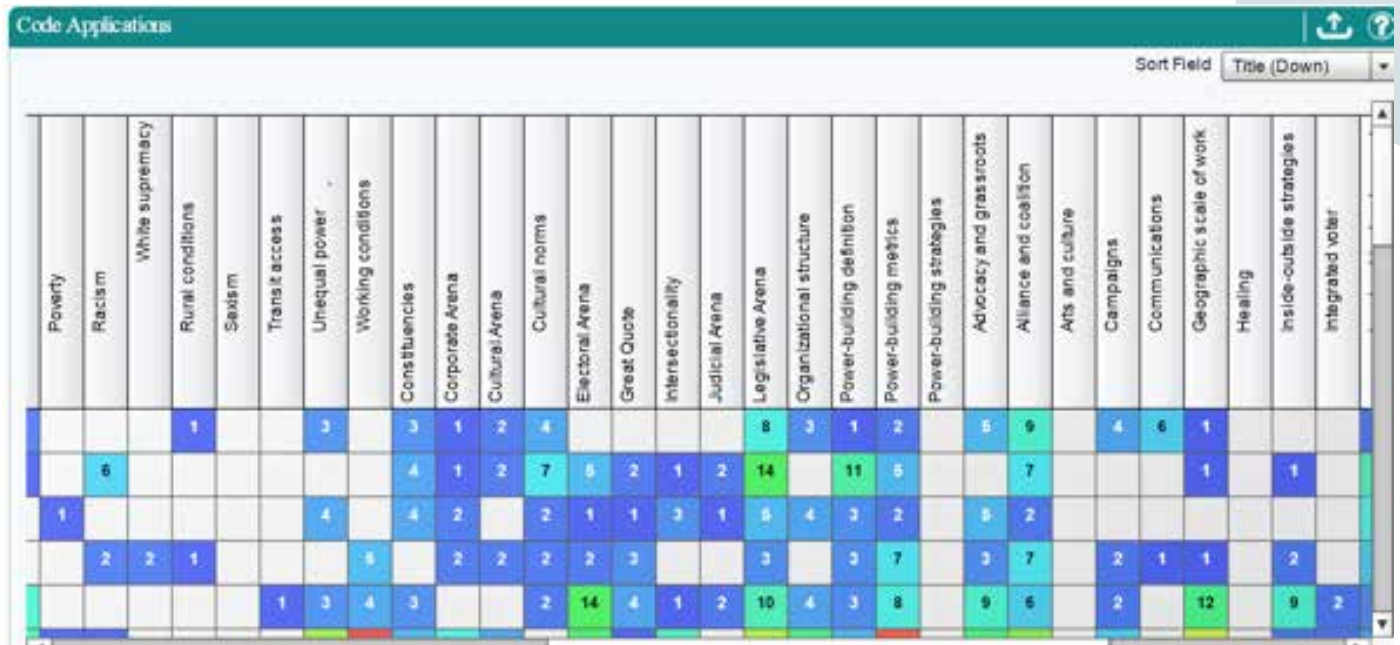 Code Applications
Sort Field Title (Down)
Poverty
Racism
White supremacy
Rural conditions
Sexism
Transit access
Unequal power
Working conditions
Constituencies
Corporate Arena
Cultural Arena
Cultural norms
Electoral Arena
Great Quote
Intersectionality
Judicial Arena
Legislative Arena
Organizational structure
Power-building definition
Power-building metrics
Power-building strategies
Advocacy and grassroots
Alliance and coalition
Arts and culture
Campaigns
Communications
Geographic scale of work
Healing
Inside-outside strategies
Integrated voter
1 3 3 1 2 4 8 3 1 2 5 9 4 6 1
6 4 1 2 7 5 2 1 2 14 11 5 7 1 1
1 4 4 2 2 1 1 3 1 5 4 3 2 5 2
2 2 1 5 2 2 2 2 3 3 3 7 3 7 2 1 1 2
1 3 4 3 2 14 4 1 2 10 4 3 8 9 6 2 12 9 2